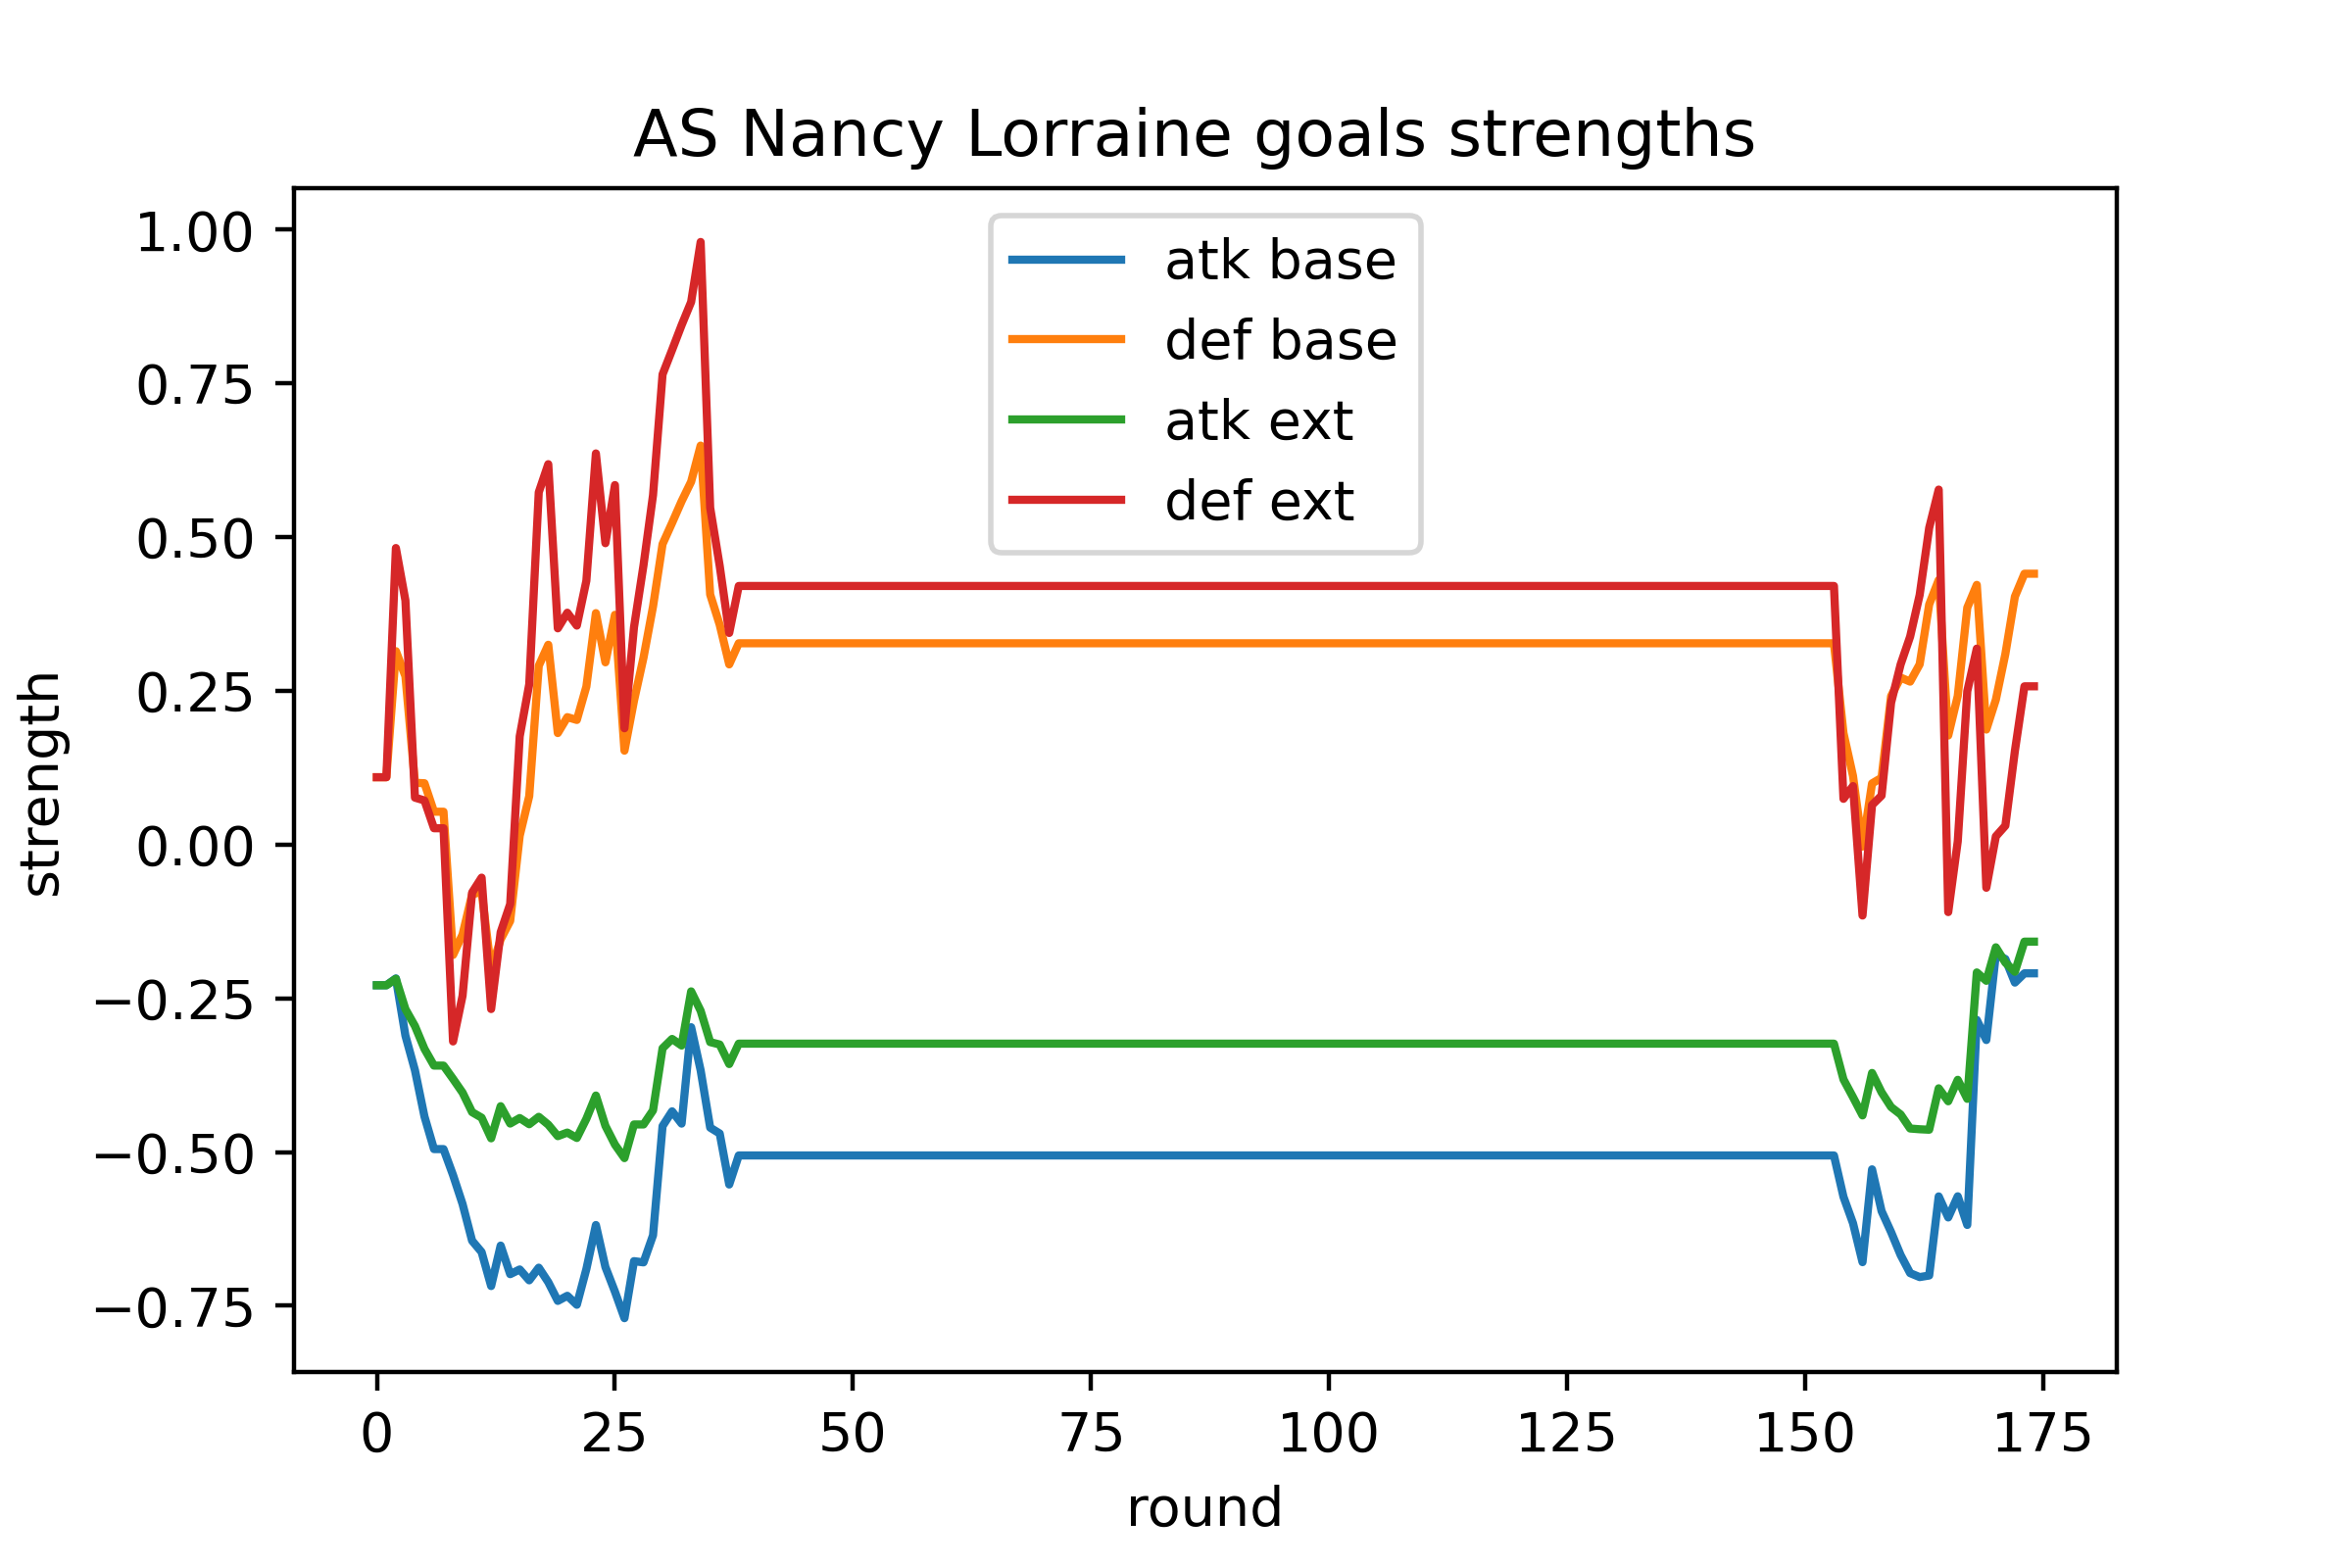 AS Nancy Lorraine goals strengths
1.00
0.75
0.50
0.25
0.00
−0.25
−0.50
−0.75
strength
atk base
def base
atk ext
def ext
0 25 50 75 100 125 150 175
round